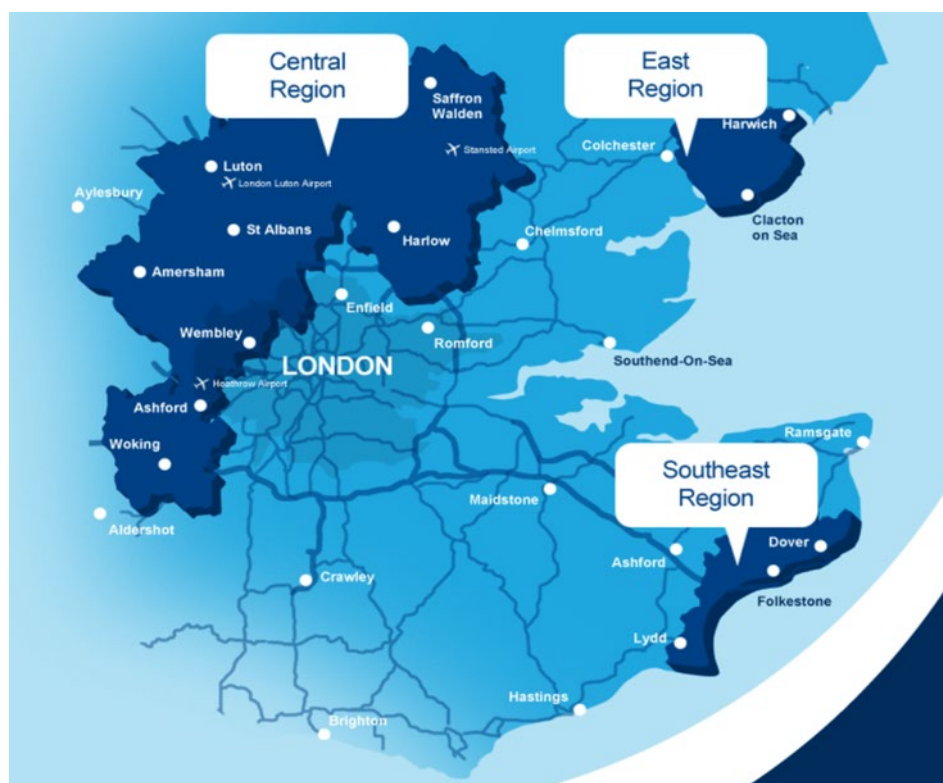 Central
Region
East
Region
Saffron
Walden
Harwich
Stansted Airport
Colchester
Luton
London Luton Airport
Aylesbury
Clacton
on Sea
St Albans
Harlow
Chelmsford
Amersham
Enfield
Wembley
Romford
Southend-On-Sea
LONDON
Heathrow Airport
Ashford
Woking
Ramsgate
Southeast
Region
Maidstone
Aldershot
Dover
Ashford
Crawley
Folkestone
Lydd
Hastings
Brighton